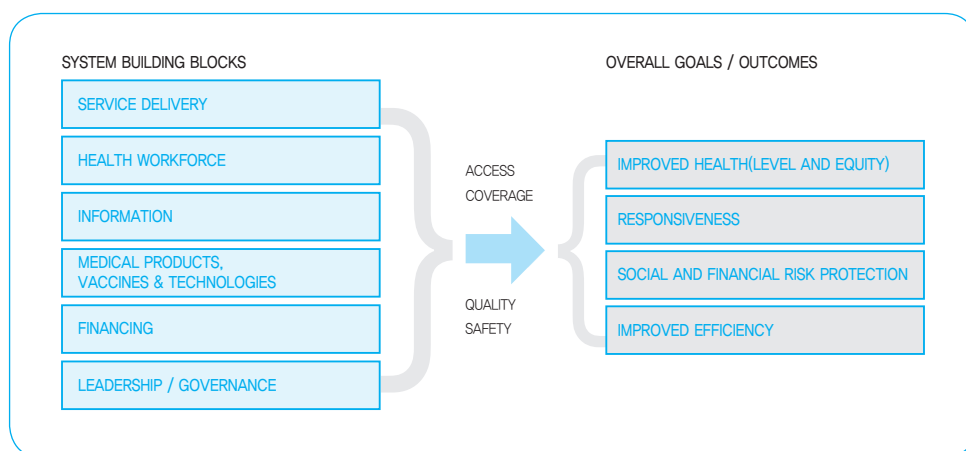 SYSTEM BUILDING BLOCKS
SERVICE DELIVERY
HEALTH WORKFORCE
INFORMATION
MEDICAL PRODUCTS,
VACCINES & TECHNOLOGIES
FINANCING
LEADERSHIP / GOVERNANCE
ACCESS
COVERAGE
QUALITY
SAFETY
OVERALL GOALS / OUTCOMES
IMPROVED HEALTH(LEVEL AND EQUITY)
RESPONSIVENESS
SOCIAL AND FINANCIAL RISK PROTECTION
IMPROVED EFFICIENCY